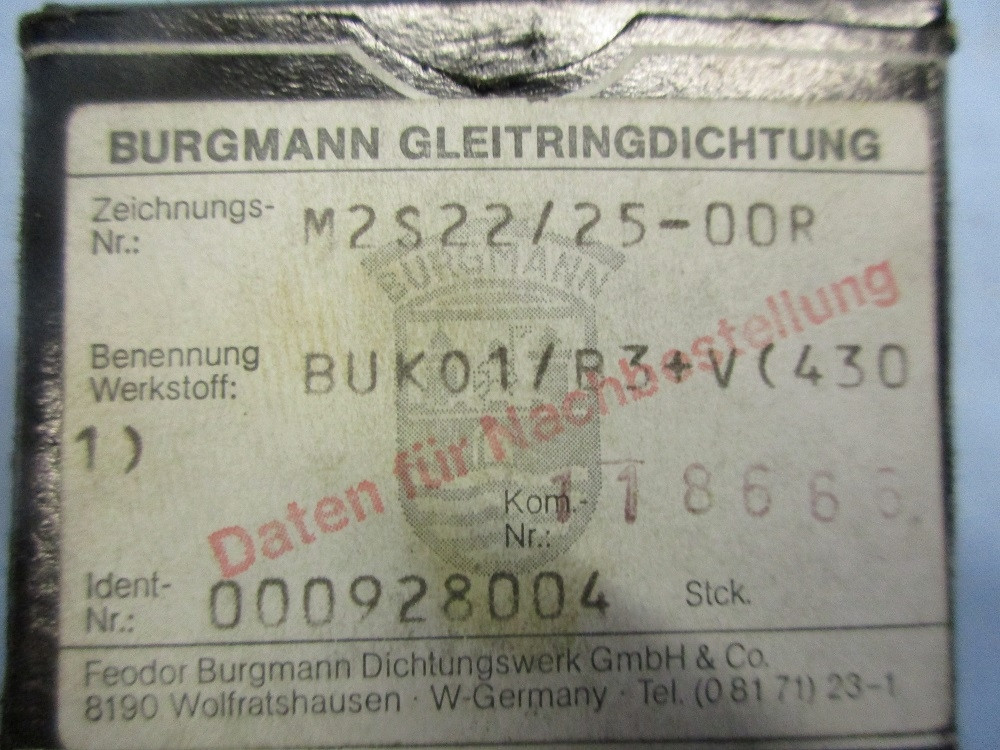 BURGMANN GLEITRINGDICHTUNG
Zeichnungs-
Nr.:
M2S22/25-00R
BURGMANN
Benennung
Werkstoff:
BUK01/B3+V(430
1)
Daten für Nachbestellung
Kom.-
Nr.:
118666
Ident-
Nr.:
000928004
Stck.
Feodor Burgmann Dichtungswerk GmbH & Co.
8190 Wolfratshausen · W-Germany · Tel. (0 81 71) 23-1